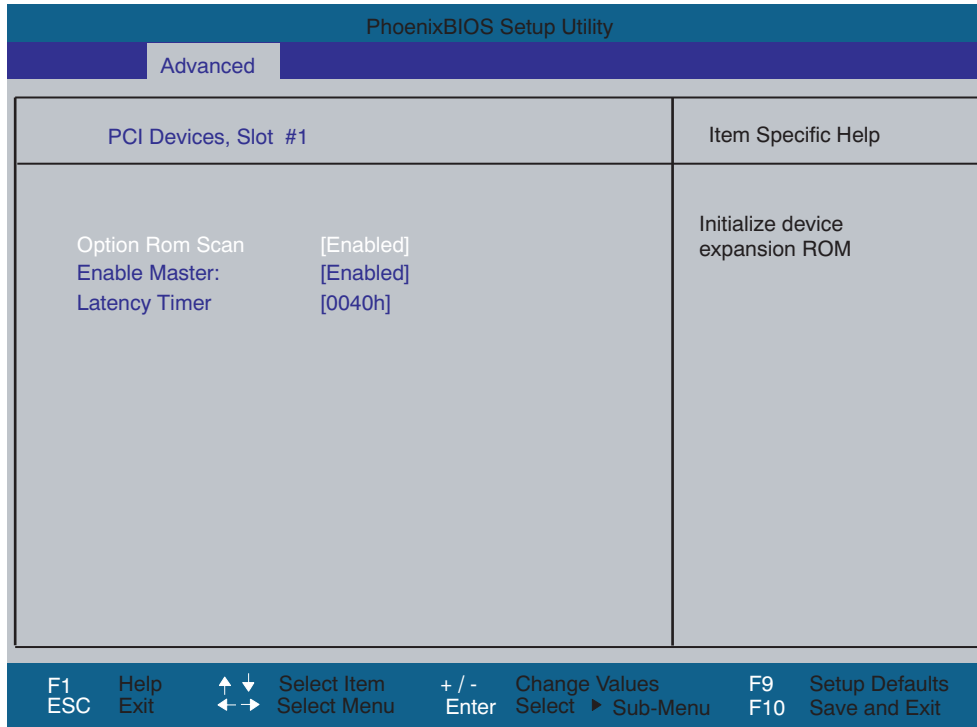 PhoenixBIOS Setup Utility
Advanced
PCI Devices, Slot #1
Item Specific Help
Option Rom Scan [Enabled]
Enable Master: [Enabled]
Latency Timer [0040h]
Initialize device
expansion ROM
F1 Help ↑ ↓ Select Item + / - Change Values F9 Setup Defaults
ESC Exit ← → Select Menu Enter Select ▶ Sub-Menu F10 Save and Exit